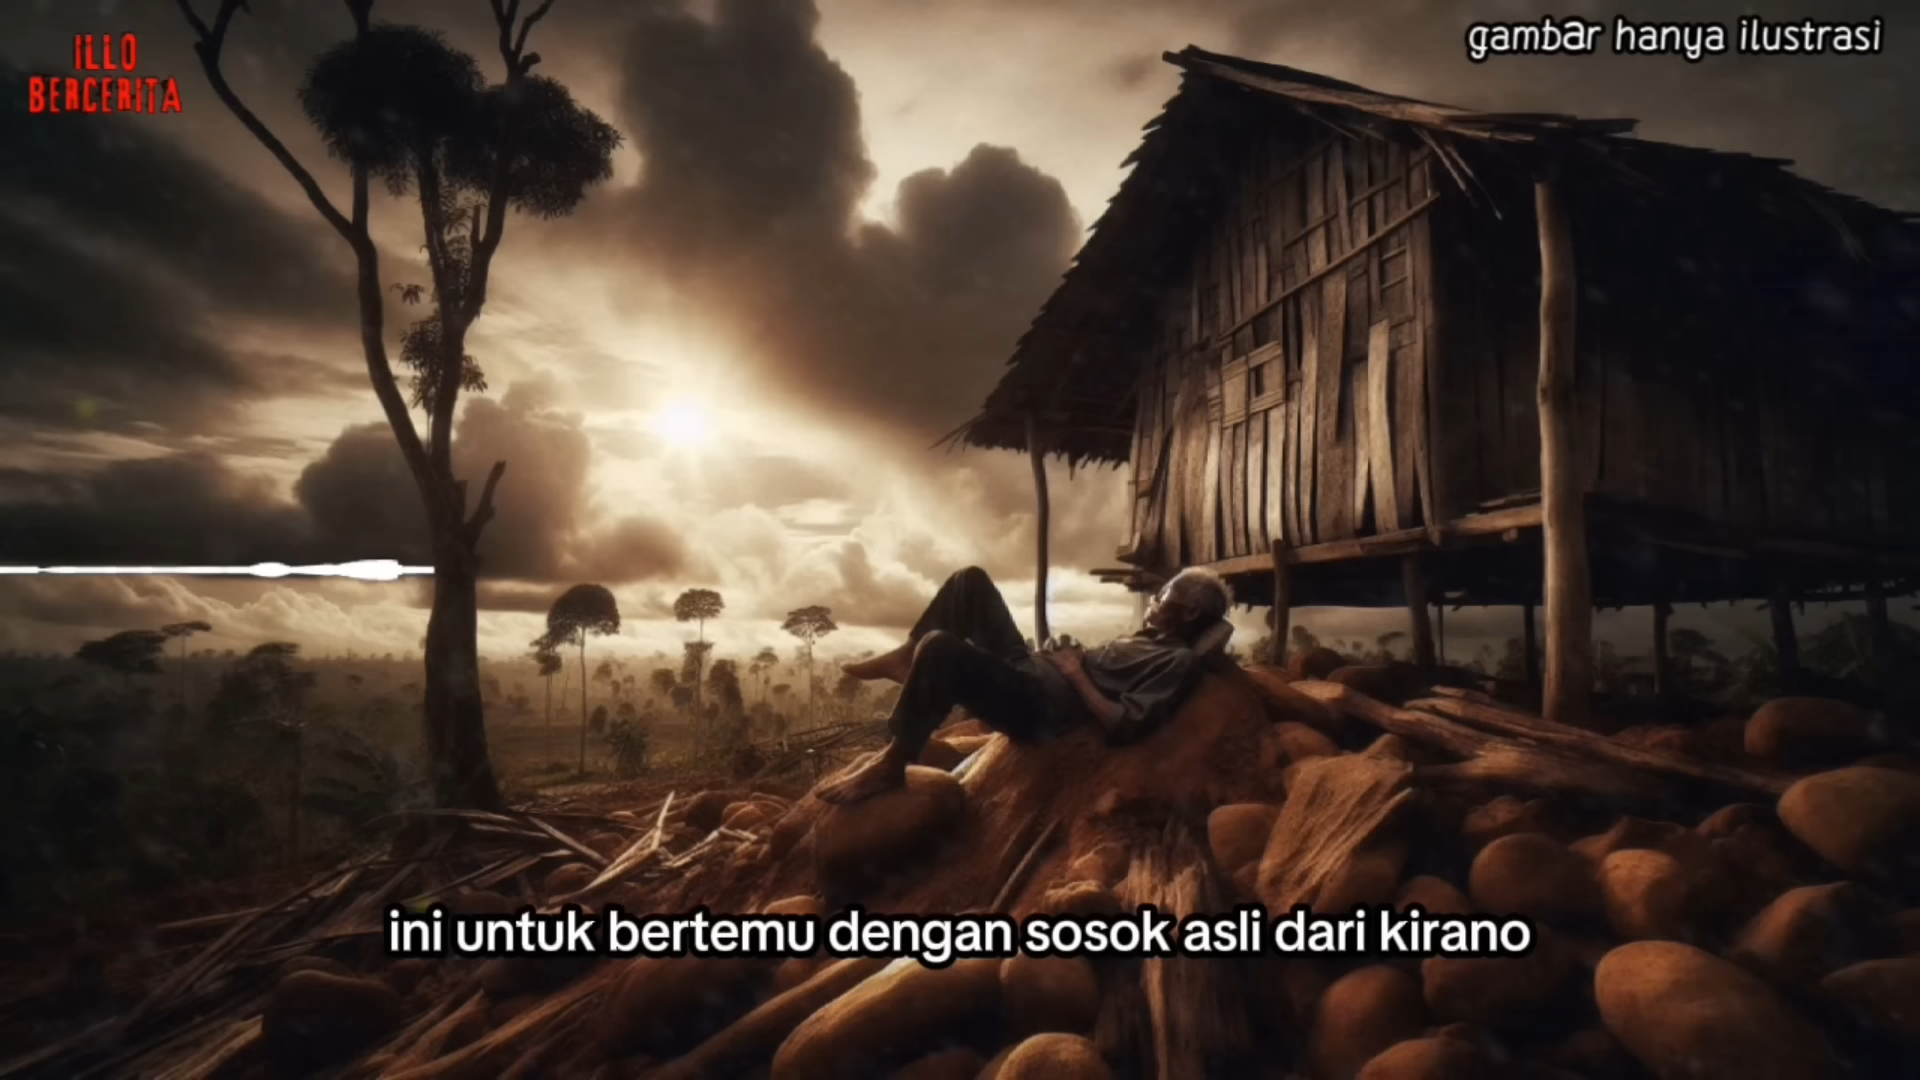 ILLO
BERCERITA
gambar hanya ilustrasi
ini untuk bertemu dengan sosok asli dari kirano